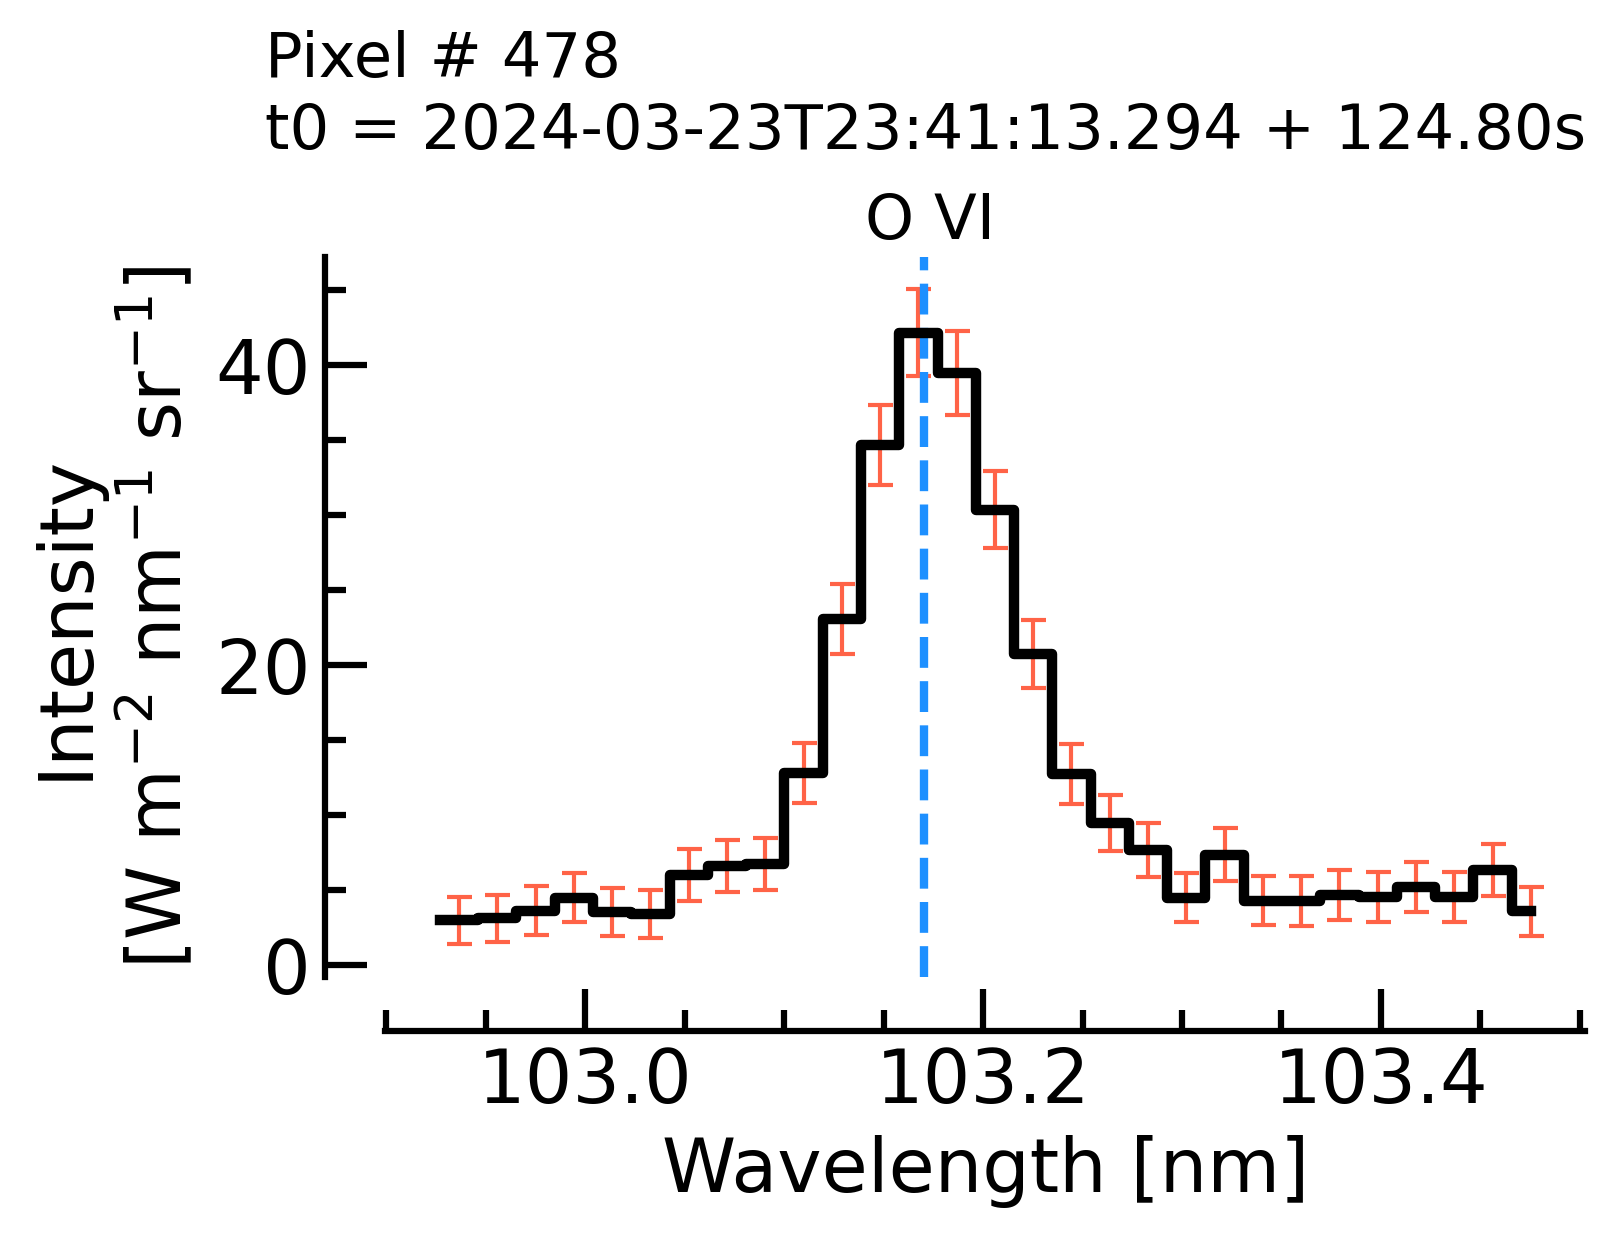 Pixel # 478
t0 = 2024-03-23T23:41:13.294 + 124.80s
O VI
Intensity
[W m⁻² nm⁻¹ sr⁻¹]
40
20
0
103.0 103.2 103.4
Wavelength [nm]